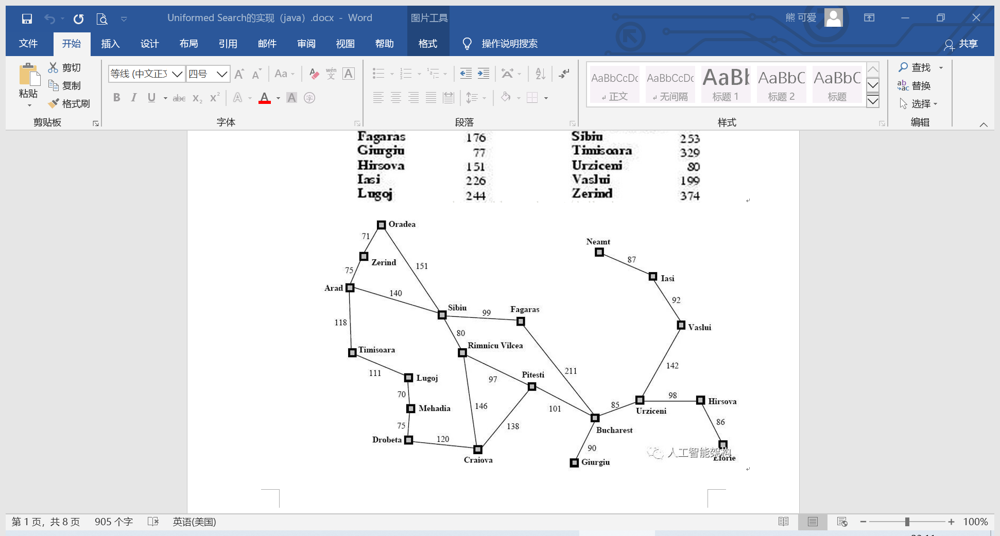 Uniformed Search的实现（java）.docx - Word
图片工具
熊 可爱
文件 开始 插入 设计 布局 引用 邮件 审阅 视图 帮助 格式 操作说明搜索 共享
粘贴
剪切
复制
格式刷
剪贴板
等线 (中文正文 四号
Aa
wén
文
A
B I U abc X₂ X² A A A 字
字体
段落
AaBbCcDc AaBbCcDc AaBb AaBbC AaBbC
正文 无间隔 标题 1 标题 2 标题
样式
查找
替换
选择
编辑
Fagaras 176 Sibiu 253
Giurgiu 77 Timisoara 329
Hirsova 151 Urziceni 80
Iasi 226 Vaslui 199
Lugoj 244 Zerind 374
Oradea
71
Neamt
Zerind
87
151
75
Iasi
Arad
140
92
Sibiu
99
Fagaras
118
Vaslui
80
Rimnicu Vilcea
Timisoara
142
111
211
Pitesti
Lugoj
97
70
98
Hirsova
85
146
Mehadia
101
Urziceni
86
75
138
Bucharest
Drobeta
120
90
人工智能架构
Craiova
Giurgiu
Eforie
第 1 页，共 8 页 905 个字 英语(美国) 100%